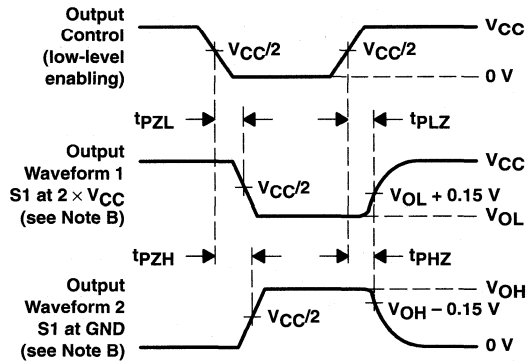 Output
Control
(low-level
enabling)
VCC/2
VCC/2
VCC
0 V
tPZL
tPLZ
Output
Waveform 1
S1 at 2 × VCC
(see Note B)
VCC/2
VCC
VOL + 0.15 V
VOL
tPZH
tPHZ
Output
Waveform 2
S1 at GND
(see Note B)
VCC/2
VOH
VOH − 0.15 V
0 V